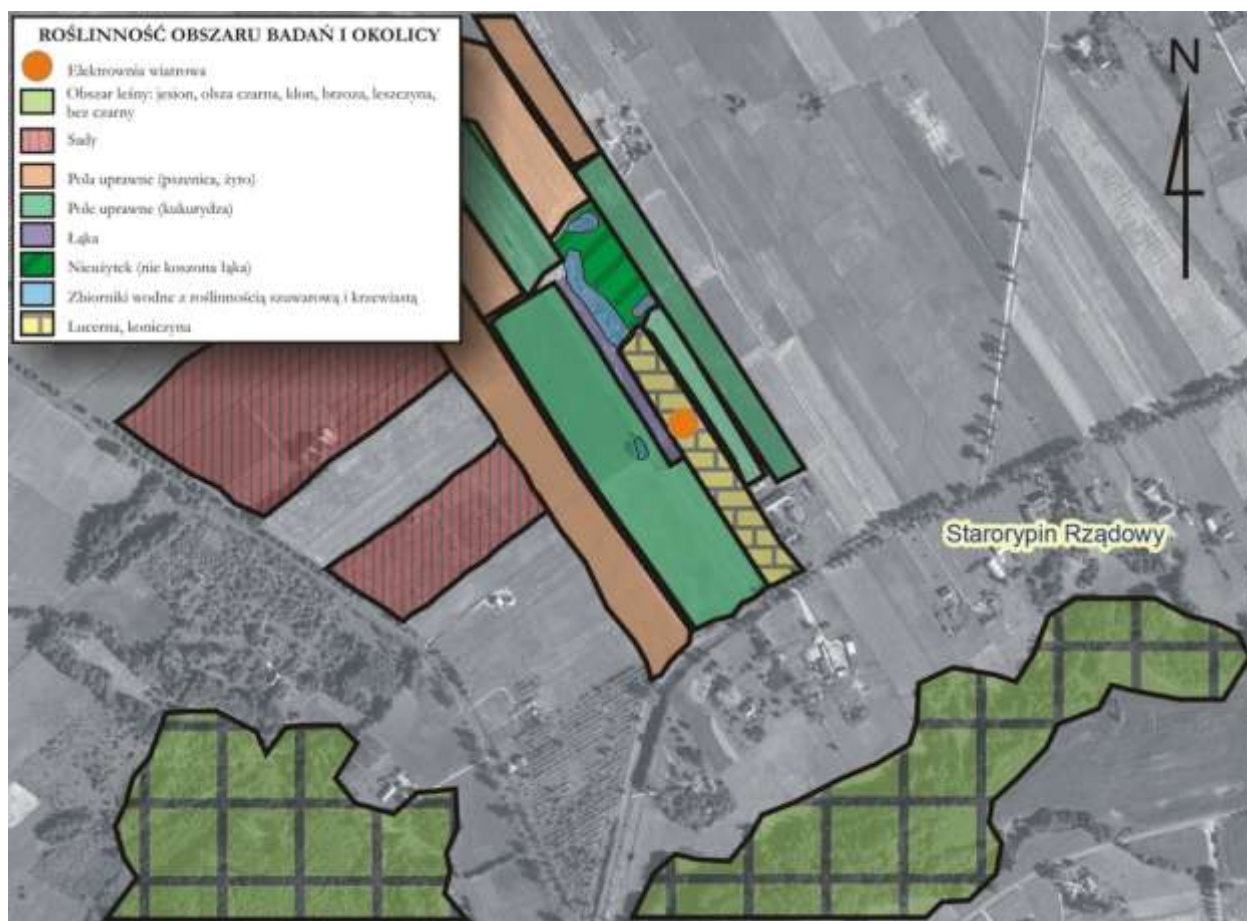 ROŚLINNOŚĆ OBSZARU BADAŃ I OKOLICY
Elektrownia wiatrowa
Obszar leśny: jesion, olsza czarna, klon, brzoza, leszczyna,
bez czarny
Sady
Pola uprawne (pszenica, żyto)
Pole uprawne (kukurydza)
Łąka
Nieużytek (nie koszona łąka)
Zbiorniki wodne z roślinnością szuwarową i krzewiastą
Lucerna, koniczyna
N
Starorypin Rządowy